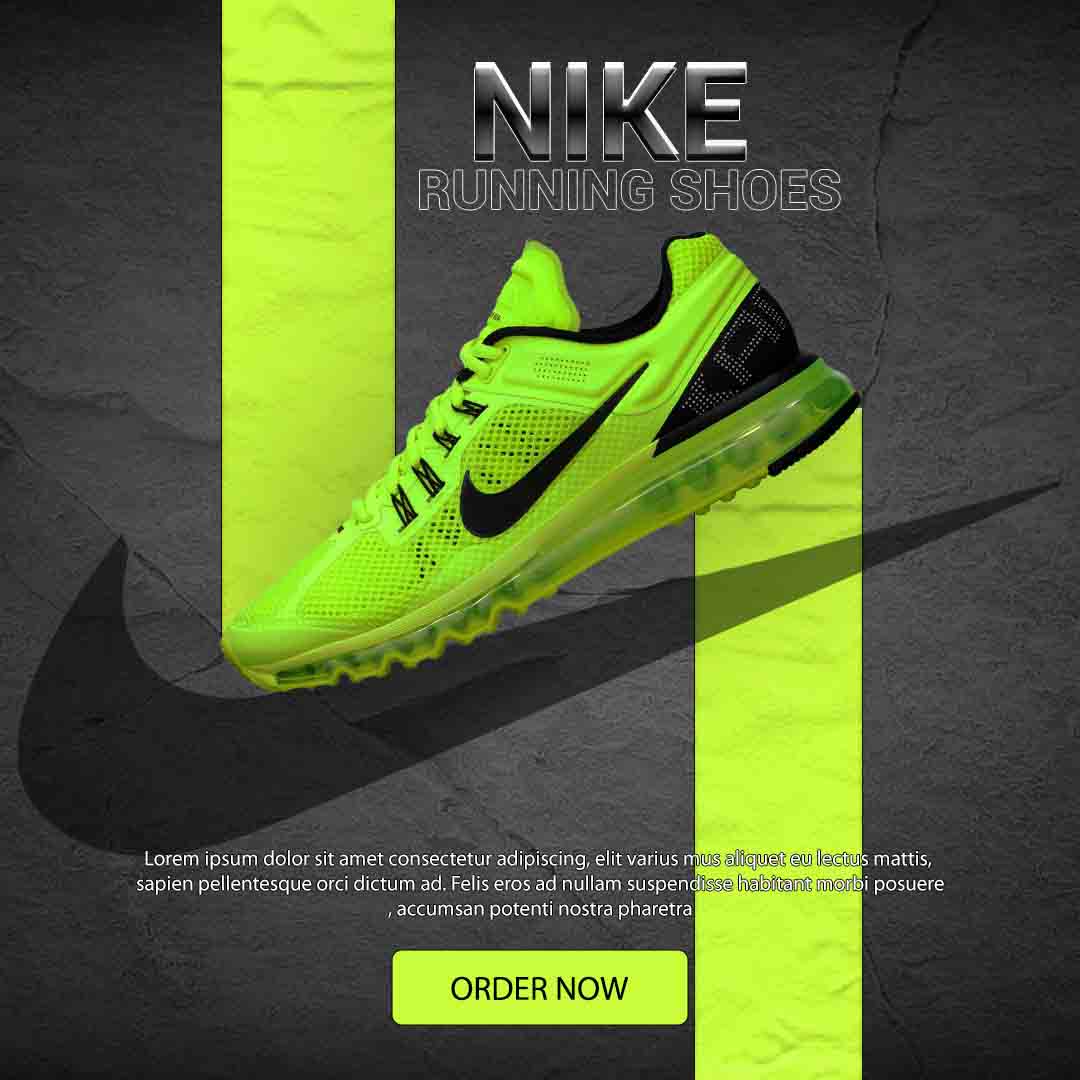 NIKE
RUNNING SHOES
Lorem ipsum dolor sit amet consectetur adipiscing, elit varius mus aliquet eu lectus mattis,
sapien pellentesque orci dictum ad. Felis eros ad nullam suspendisse habitant morbi posuere
, accumsan potenti nostra pharetra
ORDER NOW